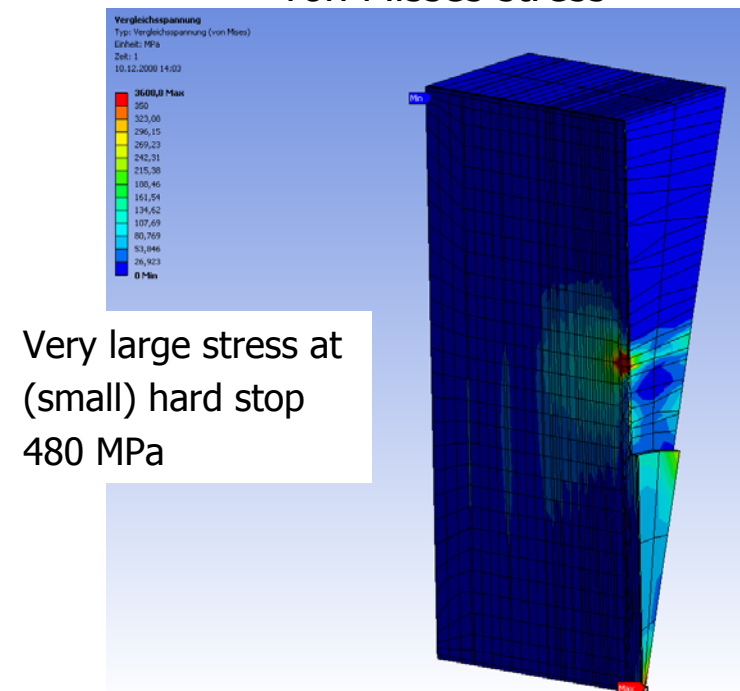 von Misses stress
Vergleichsspannung
Typ: Vergleichsspannung (von Mises)
Einheit: MPa
Zeit: 1
10.12.2008 14:03
3608,8 Max
350
323,08
296,15
269,23
242,31
215,38
188,46
161,54
134,62
107,69
80,769
53,846
26,923
0 Min
Min
Very large stress at
(small) hard stop
480 MPa
Max